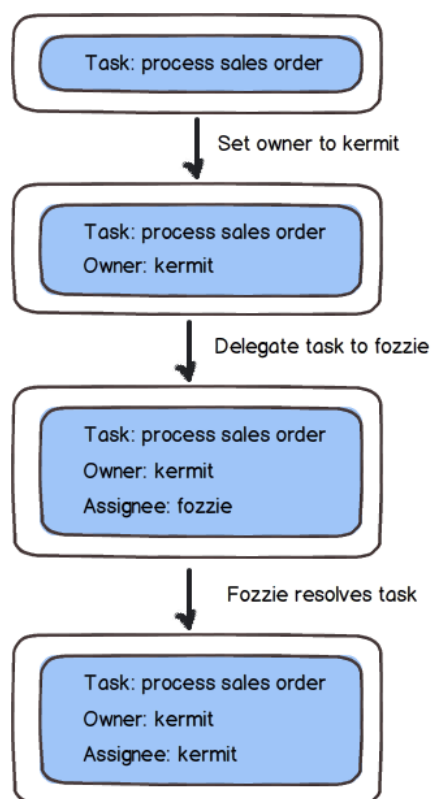 Task: process sales order
Set owner to kermit
Task: process sales order
Owner: kermit
Delegate task to fozzie
Task: process sales order
Owner: kermit
Assignee: fozzie
Fozzie resolves task
Task: process sales order
Owner: kermit
Assignee: kermit